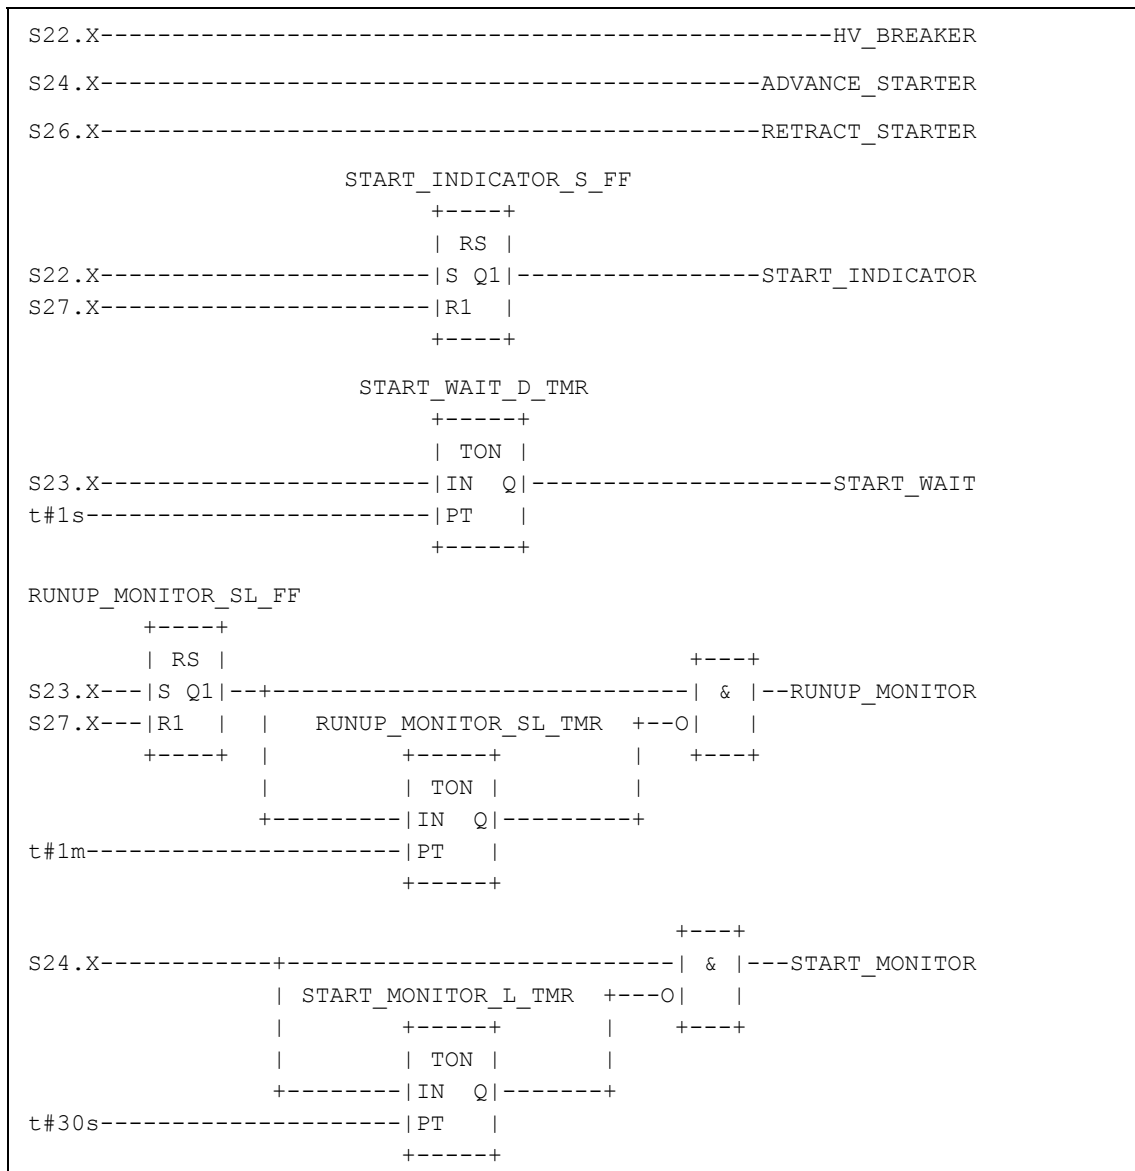 S22.X---------------------------------------------------HV_BREAKER
S24.X----------------------------------------------ADVANCE_STARTER
S26.X----------------------------------------------RETRACT_STARTER
                      START_INDICATOR_S_FF
                            +----+
                            | RS |
S22.X-----------------------|S Q1|-----------------START_INDICATOR
S27.X-----------------------|R1  |
                            +----+
                       START_WAIT_D_TMR
                            +-----+
                            | TON |
S23.X-----------------------|IN  Q|---------------------START_WAIT
t#1s------------------------|PT   |
                            +-----+
RUNUP_MONITOR_SL_FF
        +----+
        | RS |                                +---+
S23.X---|S Q1|--+-----------------------------| & |--RUNUP_MONITOR
S27.X---|R1  |  |   RUNUP_MONITOR_SL_TMR  +--O|   |
        +----+  |         +-----+         |   +---+
                |         | TON |         |
                +---------|IN  Q|---------+
t#1m----------------------|PT   |
                          +-----+
                                             +---+
S24.X------------+---------------------------| & |---START_MONITOR
                 | START_MONITOR_L_TMR  +---O|   |
                 |        +-----+       |    +---+
                 |        | TON |       |
                 +--------|IN  Q|-------+
t#30s---------------------|PT   |
                          +-----+